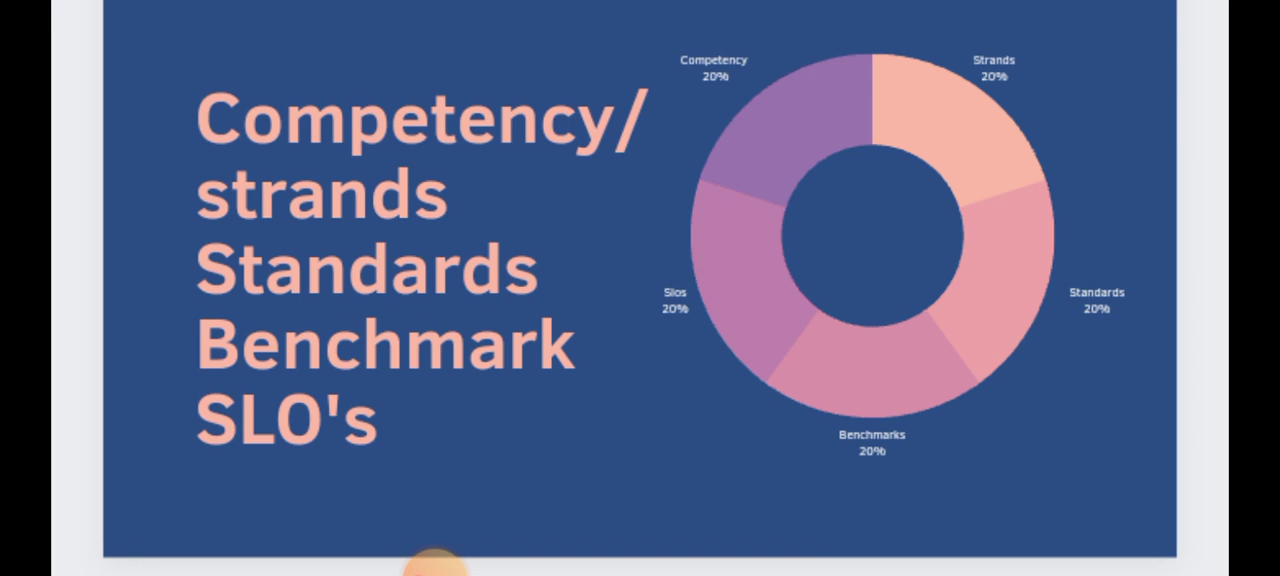 Competency/
strands
Standards
Benchmark
SLO's
Competency
20%
Strands
20%
Slos
20%
Standards
20%
Benchmarks
20%